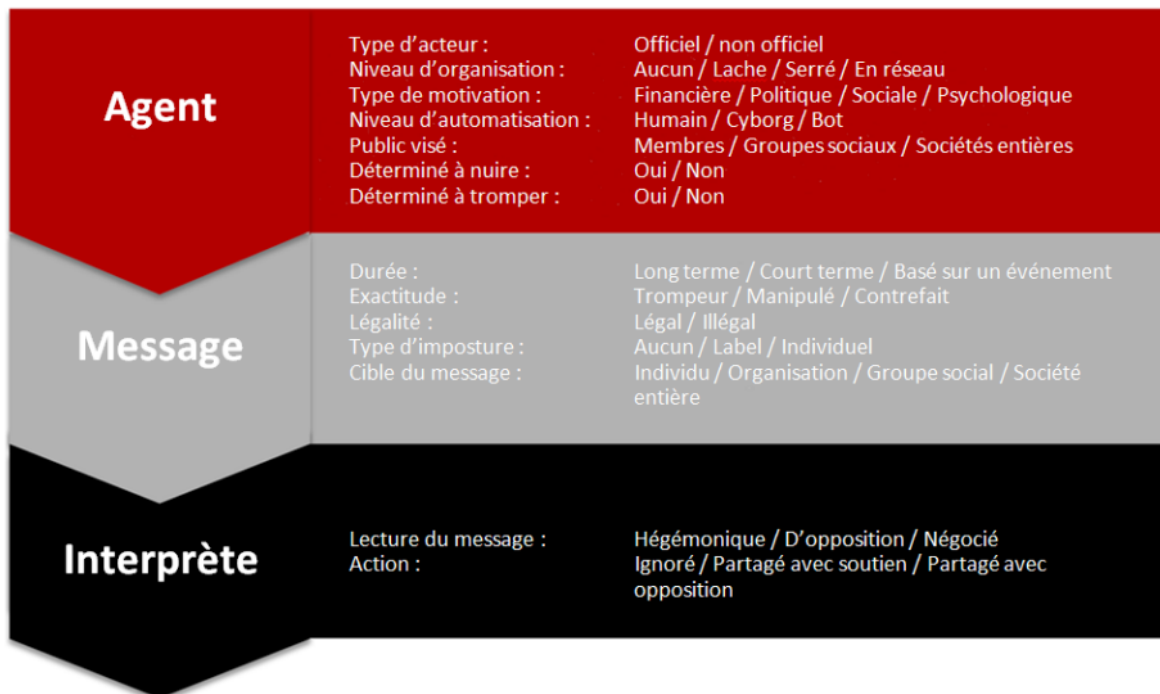 Agent
Type d’acteur : Officiel / non officiel
Niveau d’organisation : Aucun / Lache / Serré / En réseau
Type de motivation : Financière / Politique / Sociale / Psychologique
Niveau d’automatisation : Humain / Cyborg / Bot
Public visé : Membres / Groupes sociaux / Sociétés entières
Déterminé à nuire : Oui / Non
Déterminé à tromper : Oui / Non
Message
Durée : Long terme / Court terme / Basé sur un événement
Exactitude : Trompeur / Manipulé / Contrefait
Légalité : Légal / Illégal
Type d’imposture : Aucun / Label / Individuel
Cible du message : Individu / Organisation / Groupe social / Société
entière
Interprète
Lecture du message : Hégémonique / D’opposition / Négocié
Action : Ignoré / Partagé avec soutien / Partagé avec
opposition